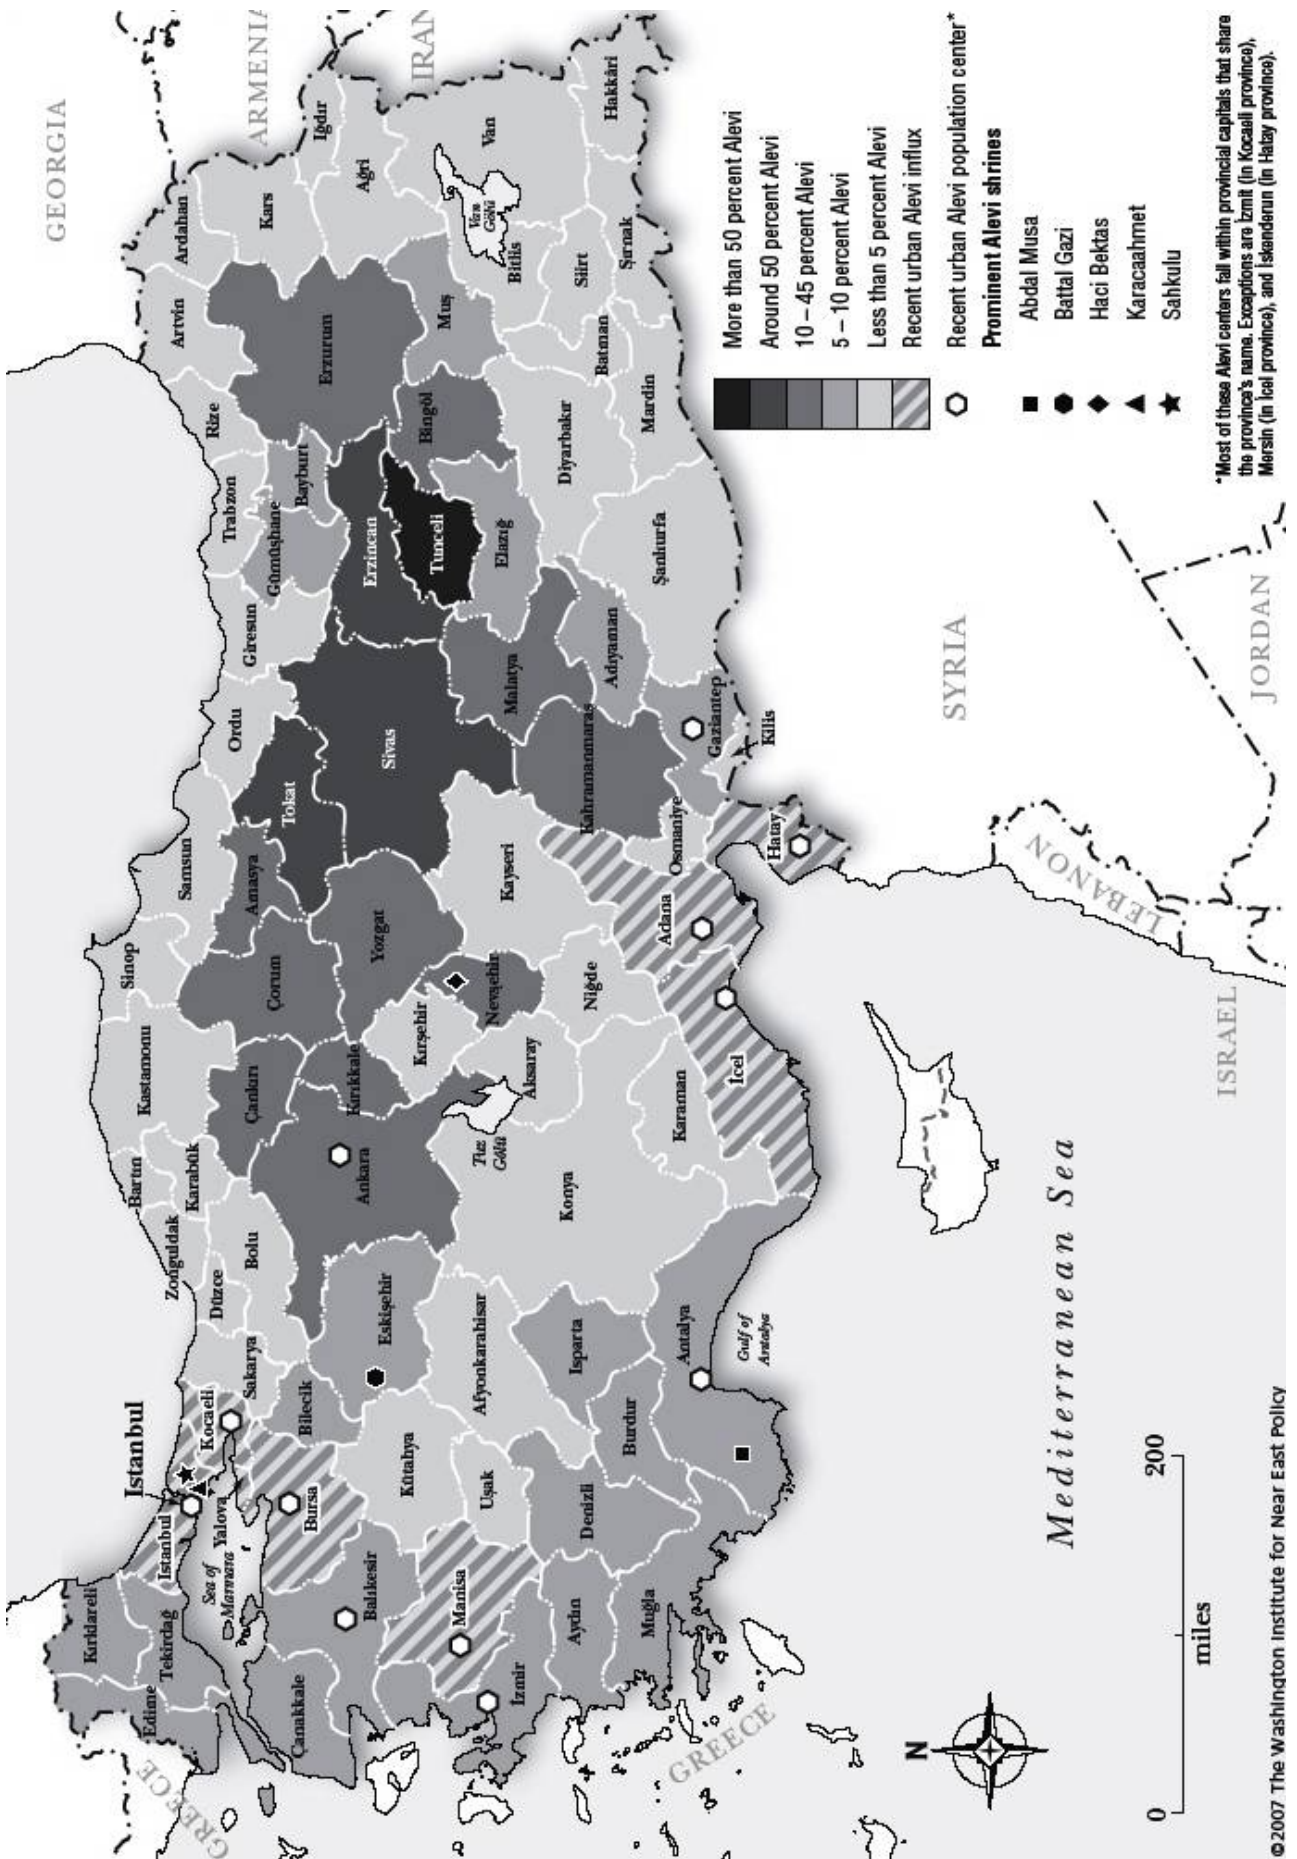 GEORGIA
ARMENIA
IRAN
GREECE
GREECE
SYRIA
LEBANON
ISRAEL
JORDAN
Istanbul
Kırklareli
Edirne
Tekirdağ
Istanbul
Kocaeli
Yalova
Sea of
Marmara
Çanakkale
Balıkesir
Bursa
Bilecik
Sakarya
Düzce
Zonguldak
Bartın
Karabük
Bolu
Kastamonu
Sinop
Çankırı
Çorum
Samsun
Amasya
Ordu
Tokat
Giresun
Trabzon
Gümüşhane
Bayburt
Rize
Artvin
Ardahan
Kars
Iğdır
Ağri
Erzurum
Erzincan
Sivas
Yozgat
Kırıkkale
Ankara
Eskişehir
Kütahya
Manisa
İzmir
Uşak
Afyonkarahisar
Aydın
Denizli
Muğla
Burdur
Isparta
Antalya
Gulf of
Antalya
Konya
Tuz
Gölü
Aksaray
Kırşehir
Nevşehir
Niğde
Kayseri
Karaman
İcel
Adana
Hatay
Osmaniye
Kahramanmaraş
Gaziantep
Kilis
Malatya
Adıyaman
Tunceli
Elazığ
Bingöl
Muş
Diyarbakır
Şanlıurfa
Mardin
Batman
Siirt
Bitlis
Van
Gölü
Van
Şırnak
Hakkâri
Mediterranean Sea
More than 50 percent Alevi
Around 50 percent Alevi
10–45 percent Alevi
5–10 percent Alevi
Less than 5 percent Alevi
Recent urban Alevi influx
Recent urban Alevi population center*
Prominent Alevi shrines
Abdal Musa
Battal Gazi
Haci Bektas
Karacaahmet
Sahkulu
*Most of these Alevi centers fall within provincial capitals that share
the province's name. Exceptions are Izmit (in Kocaeli province),
Mersin (in İcel province), and Iskenderun (in Hatay province).
N
0
200
miles
©2007 The Washington Institute for Near East Policy